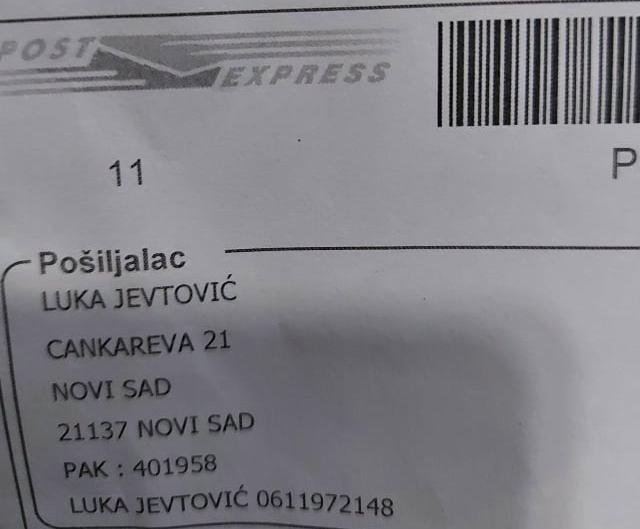 POST
EXPRESS
11
P
Pošiljalac
LUKA JEVTOVIĆ
CANKAREVA 21
NOVI SAD
21137 NOVI SAD
PAK : 401958
LUKA JEVTOVIĆ 0611972148